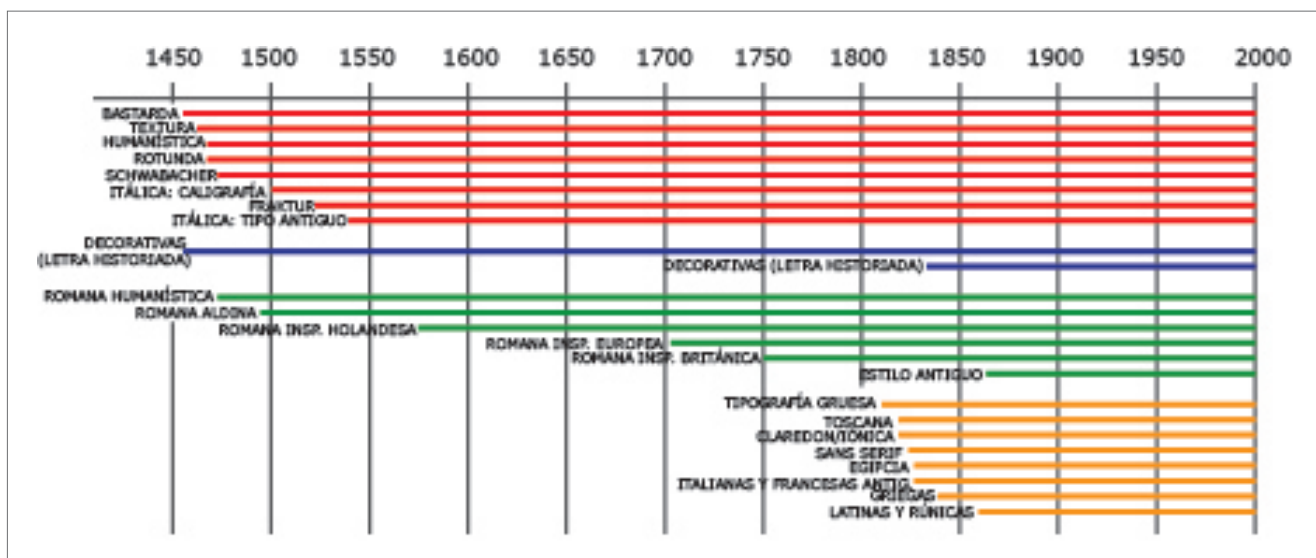 1450 1500 1550 1600 1650 1700 1750 1800 1850 1900 1950 2000
BASTARDA
TEXTURA
HUMANÍSTICA
ROTUNDA
SCHWABACHER
ITÁLICA: CALIGRAFÍA
FRAKTUR
ITÁLICA: TIPO ANTIGUO
DECORATIVAS
(LETRA HISTORIADA)
DECORATIVAS (LETRA HISTORIADA)
ROMANA HUMANÍSTICA
ROMANA ALDINA
ROMANA INSP. HOLANDESA
ROMANA INSP. EUROPEA
ROMANA INSP. BRITÁNICA
ESTILO ANTIGUO
TIPOGRAFÍA GRUESA
TOSCANA
CLAREDON/IÓNICA
SANS SERIF
EGIPCIA
ITALIANAS Y FRANCESAS ANTIG.
GRIEGAS
LATINAS Y RÚNICAS